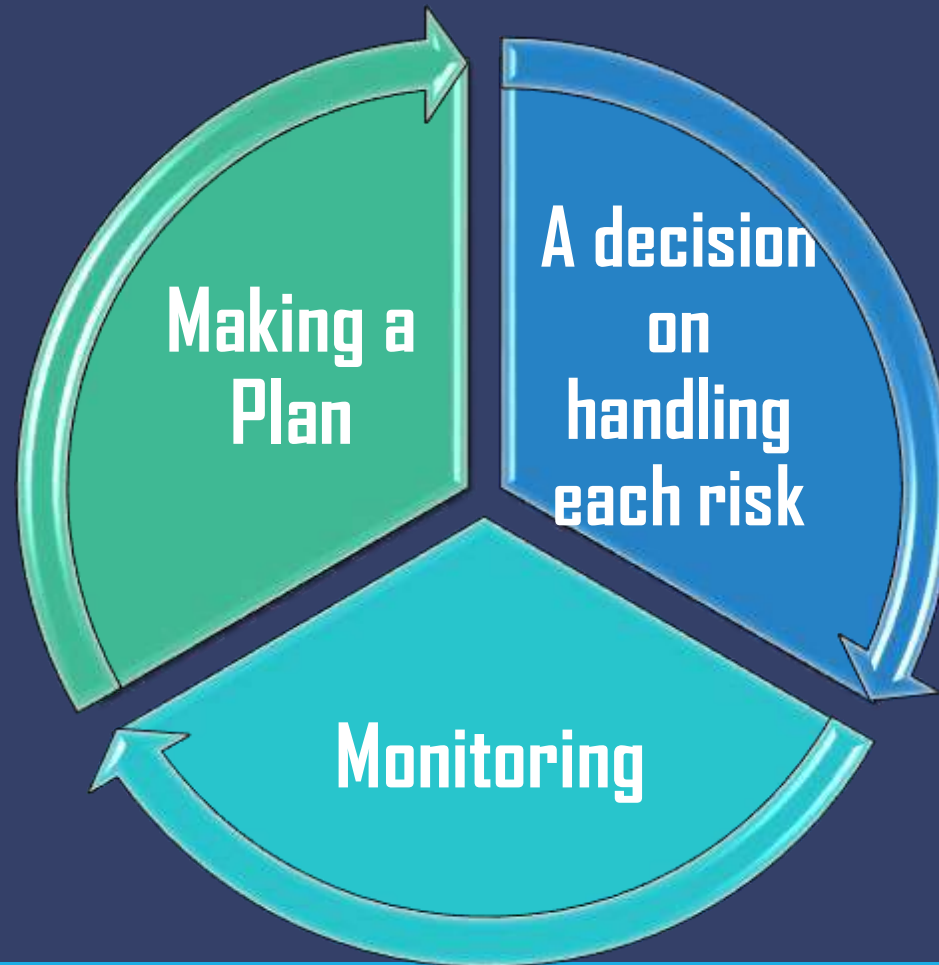 Making a
Plan
A decision
on
handling
each risk
Monitoring